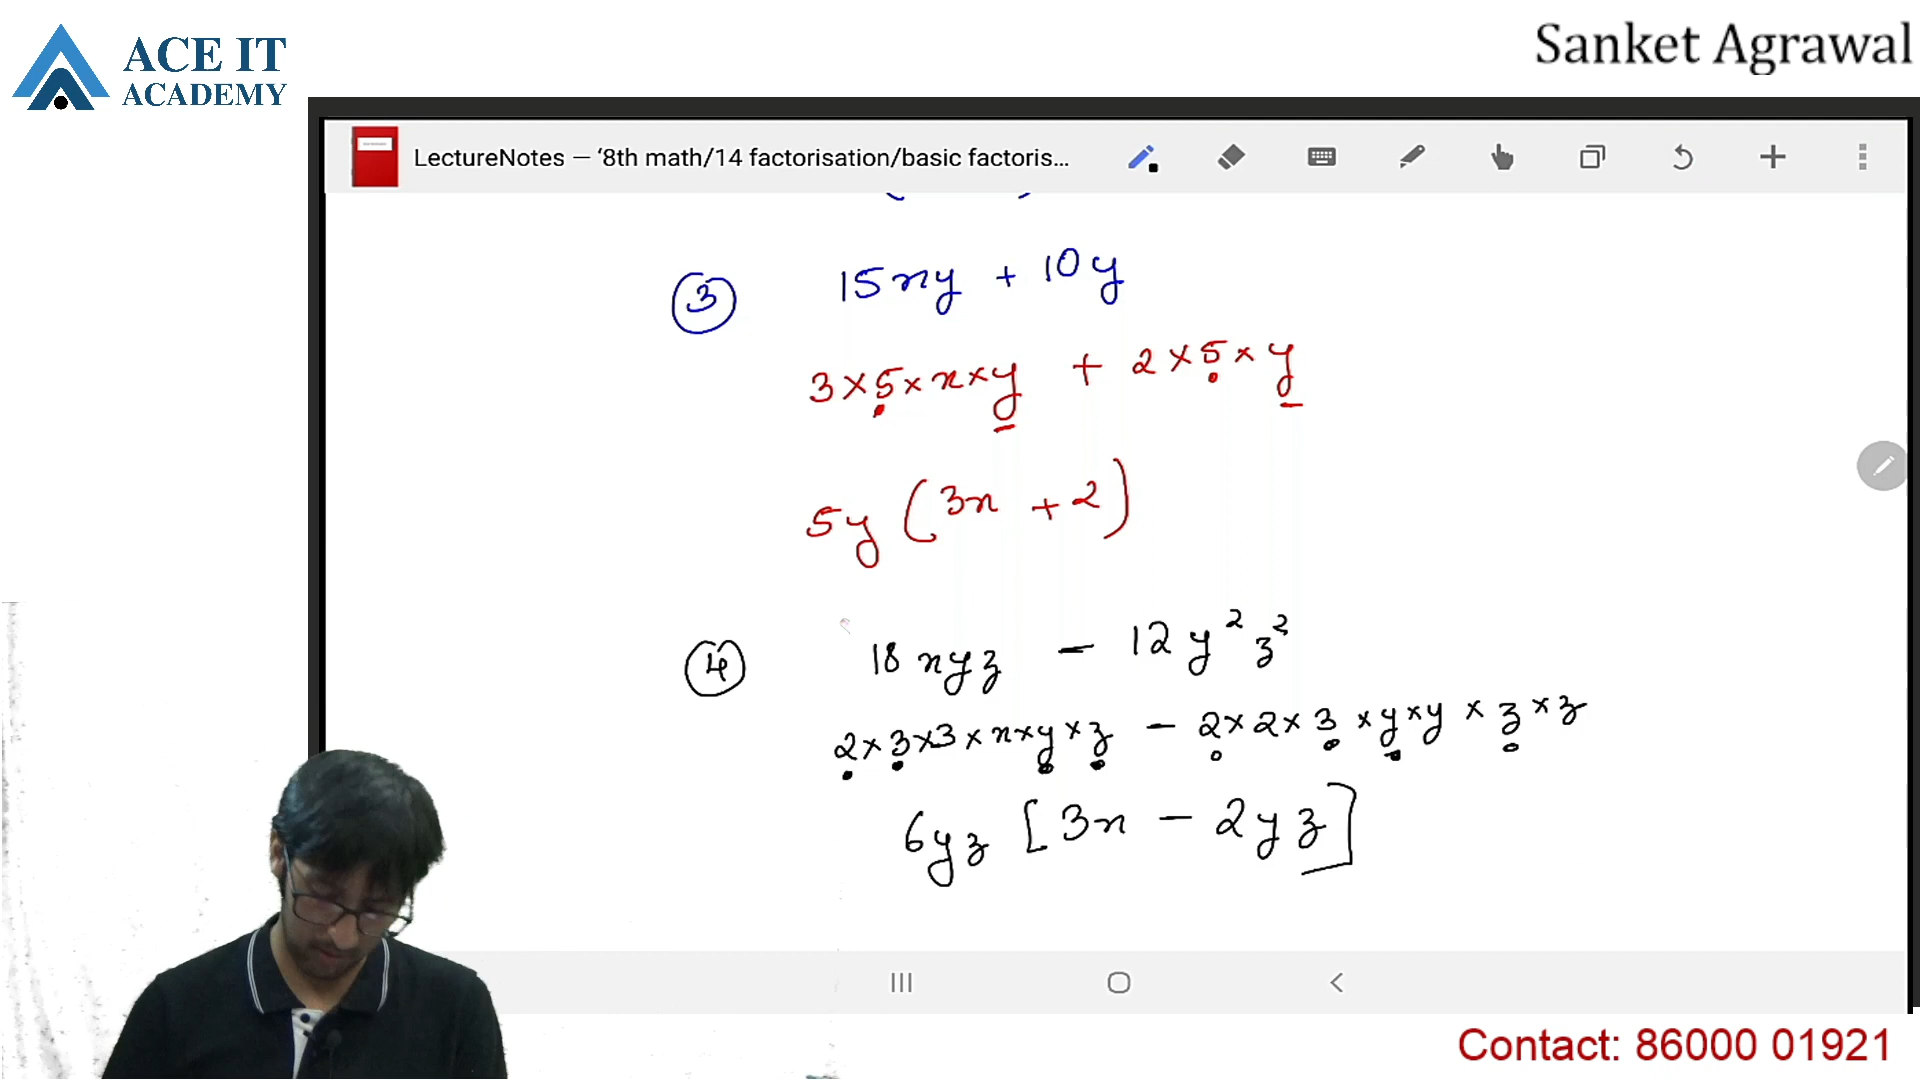 ACE IT
ACADEMY
Sanket Agrawal
LectureNotes — ‘8th math/14 factorisation/basic factoris...
③ 15xy + 10y
3×5×x×y + 2×5×y
5y (3x + 2)
④ 18xyz - 12y²z²
2×3×3×x×y×z - 2×2×3×y×y×z×z
6yz [3x - 2yz]
Contact: 86000 01921